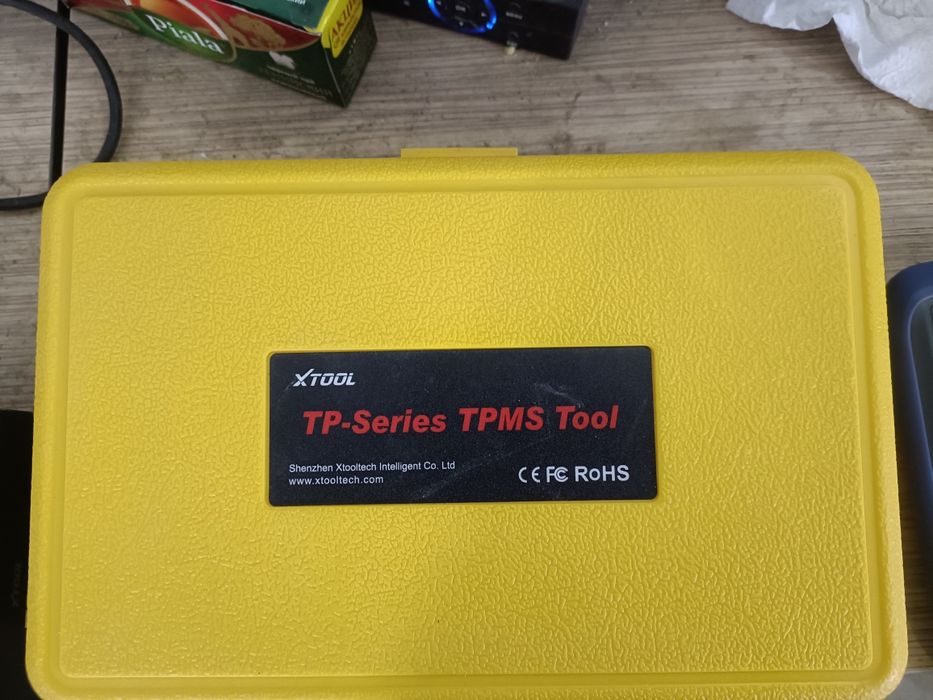 Piala
XTOOL
TP-Series TPMS Tool
Shenzhen Xtooltech Intelligent Co. Ltd
www.xtooltech.com
CE FC RoHS